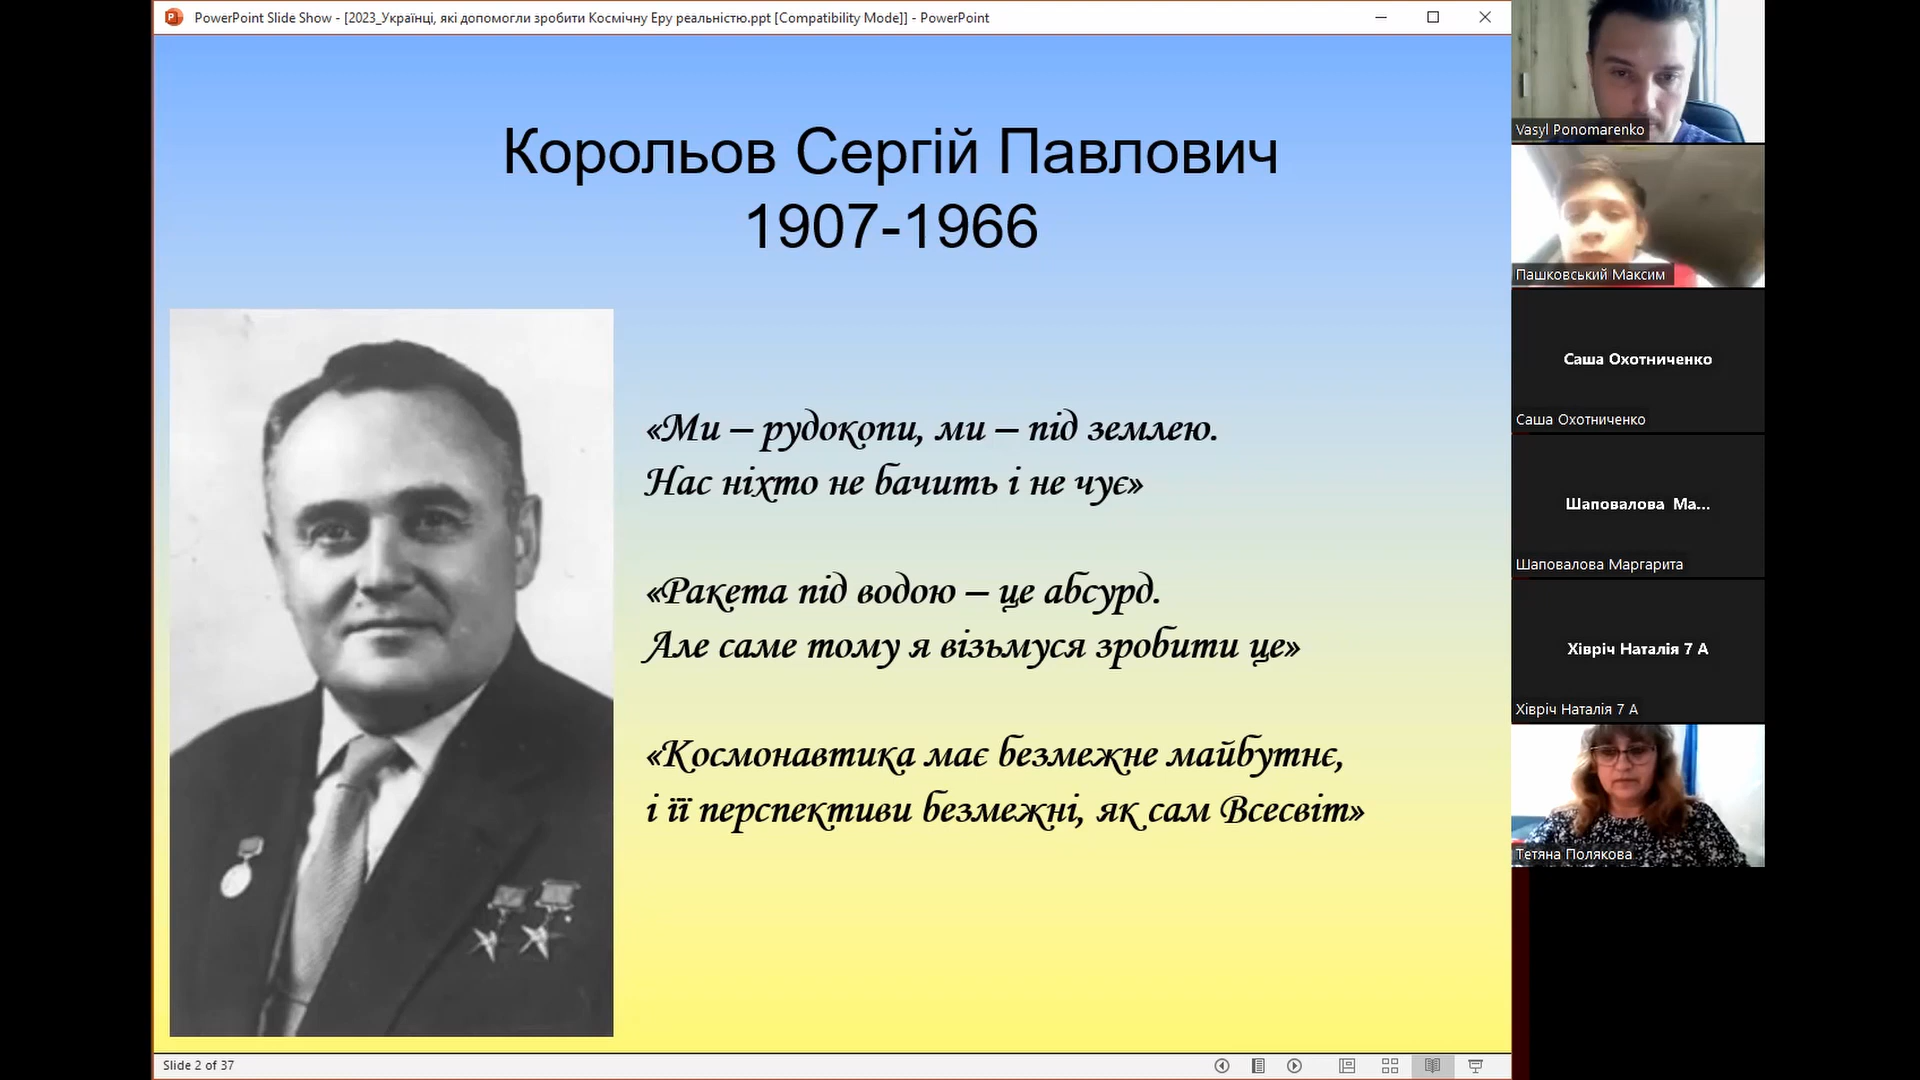 PowerPoint Slide Show - [2023_Українці, які допомогли зробити Космічну Еру реальністю.ppt [Compatibility Mode]] - PowerPoint
Корольов Сергій Павлович
1907-1966
«Ми – рудокопи, ми – під землею.
Нас ніхто не бачить і не чує»
«Ракета під водою – це абсурд.
Але саме тому я візьмуся зробити це»
«Космонавтика має безмежне майбутнє,
і її перспективи безмежні, як сам Всесвіт»
Slide 2 of 37
Vasyl Ponomarenko
Пашковський Максим
Саша Охотниченко
Саша Охотниченко
Шаповалова Ма...
Шаповалова Маргарита
Хівріч Наталія 7 А
Хівріч Наталія 7 А
Тетяна Полякова